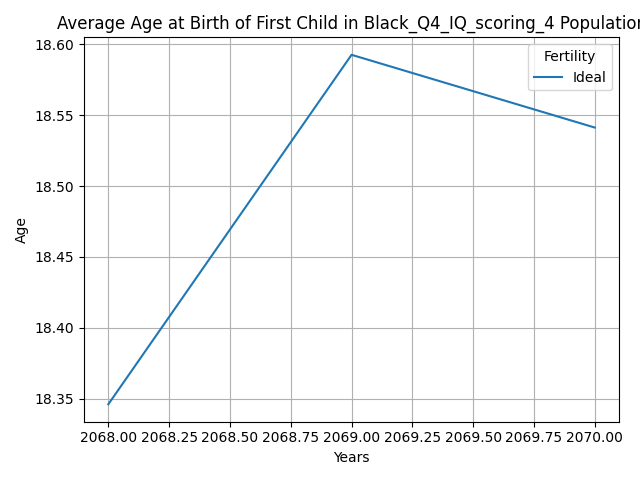 Average Age at Birth of First Child in Black_Q4_IQ_scoring_4 Population
Fertility
Ideal
18.60
18.55
18.50
18.45
18.40
18.35
Age
2068.00 2068.25 2068.50 2068.75 2069.00 2069.25 2069.50 2069.75 2070.00
Years